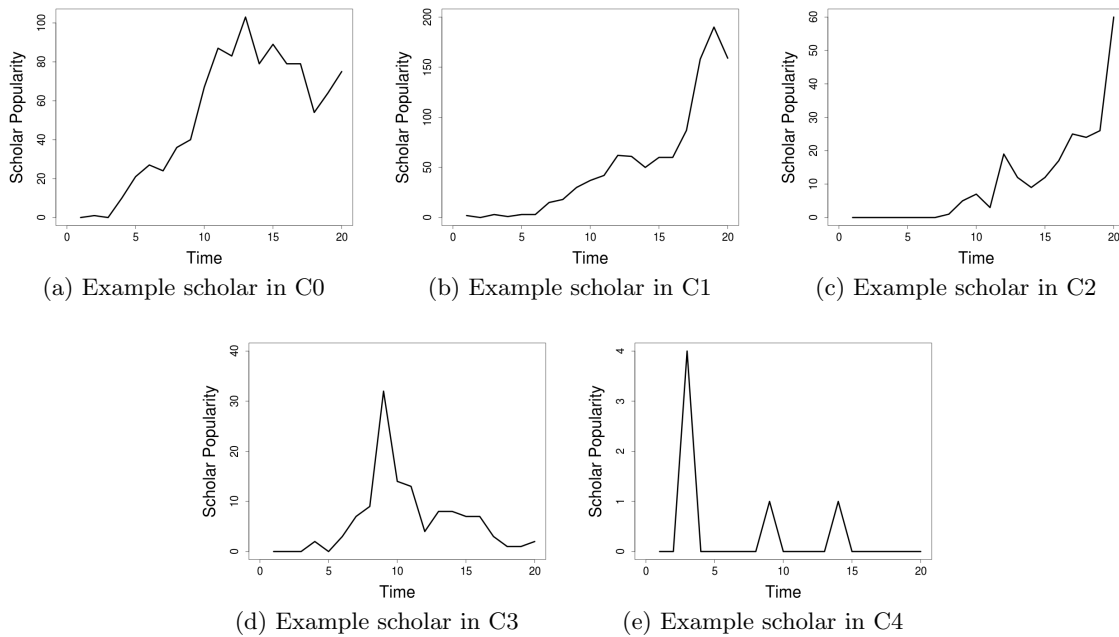 Scholar Popularity
0 20 40 60 80 100
0 5 10 15 20
Time
(a) Example scholar in C0
Scholar Popularity
0 50 100 150 200
0 5 10 15 20
Time
(b) Example scholar in C1
Scholar Popularity
0 10 20 30 40 50 60
0 5 10 15 20
Time
(c) Example scholar in C2
Scholar Popularity
0 10 20 30 40
0 5 10 15 20
Time
(d) Example scholar in C3
Scholar Popularity
0 1 2 3 4
0 5 10 15 20
Time
(e) Example scholar in C4